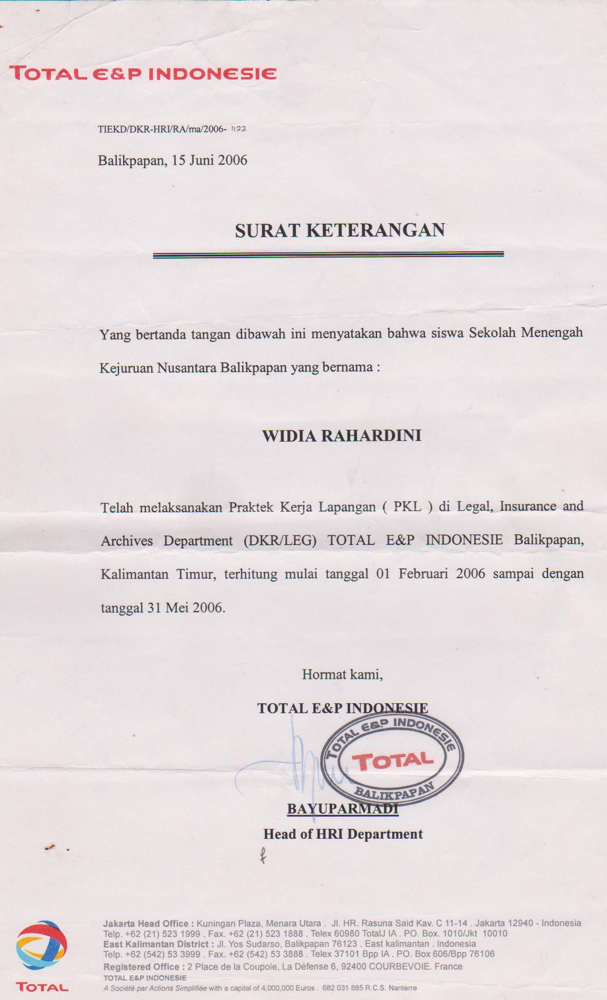 TOTAL E&P INDONESIE
TIEKD/DKR-HRI/RA/ma/2006- 1122
Balikpapan, 15 Juni 2006
SURAT KETERANGAN
Yang bertanda tangan dibawah ini menyatakan bahwa siswa Sekolah Menengah
Kejuruan Nusantara Balikpapan yang bernama :
WIDIA RAHARDINI
Telah melaksanakan Praktek Kerja Lapangan ( PKL ) di Legal, Insurance and
Archives Department (DKR/LEG) TOTAL E&P INDONESIE Balikpapan,
Kalimantan Timur, terhitung mulai tanggal 01 Februari 2006 sampai dengan
tanggal 31 Mei 2006.
Hormat kami,
TOTAL E&P INDONESIE
TOTAL E&P INDONESIE
TOTAL
BALIKPAPAN
BAYUPARMADI
Head of HRI Department
Jakarta Head Office : Kuningan Plaza, Menara Utara . Jl. HR. Rasuna Said Kav. C 11-14 . Jakarta 12940 - Indonesia
Telp. +62 (21) 523 1999 . Fax. +62 (21) 523 1888 . Telex 60980 TotalJ IA . PO. Box. 1010/Jkt 10010
East Kalimantan District : Jl. Yos Sudarso, Balikpapan 76123 . East kalimantan . Indonesia
Telp. +62 (542) 53 3999 . Fax. +62 (542) 53 3888 . Telex 37101 Bpp IA . PO. Box 606/Bpp 76106
Registered Office : 2 Place de la Coupole, La Défense 6, 92400 COURBEVOIE. France
TOTAL E&P INDONESIE
A Société par Actions Simplifiée with a capital of 4,000,000 Euros . 682 031 885 R.C.S. Nanterre
TOTAL